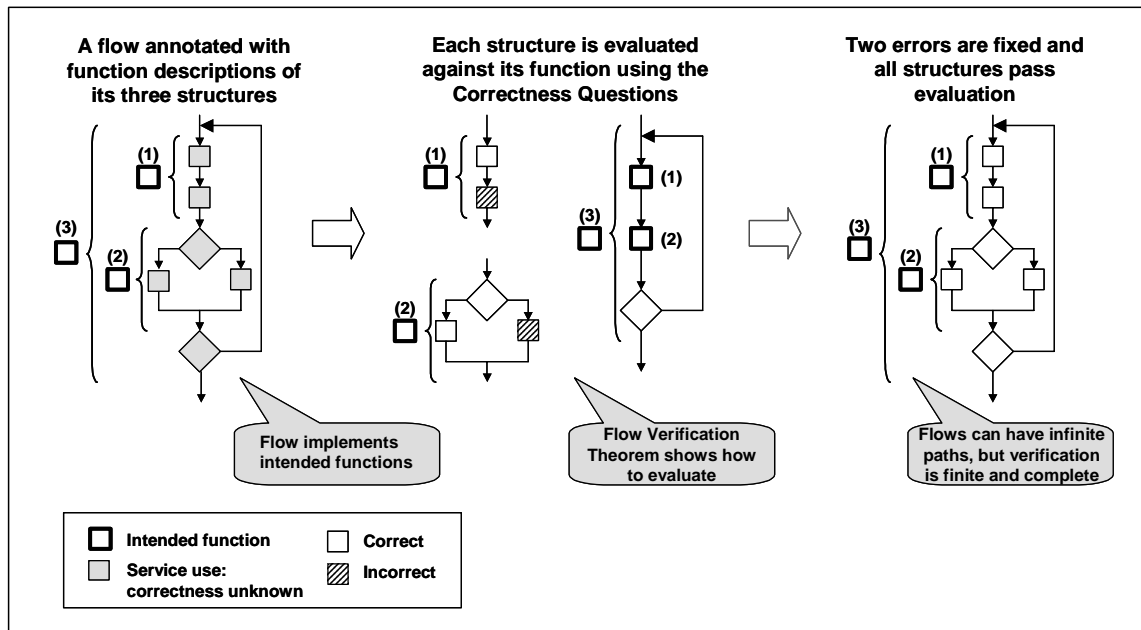 A flow annotated with
function descriptions of
its three structures
(1)
(3)
(2)
Flow implements
intended functions
Each structure is evaluated
against its function using the
Correctness Questions
(1)
(2)
(3)
(1)
(2)
Flow Verification
Theorem shows how
to evaluate
Two errors are fixed and
all structures pass
evaluation
(1)
(3)
(2)
Flows can have infinite
paths, but verification
is finite and complete
Intended function
Service use:
correctness unknown
Correct
Incorrect